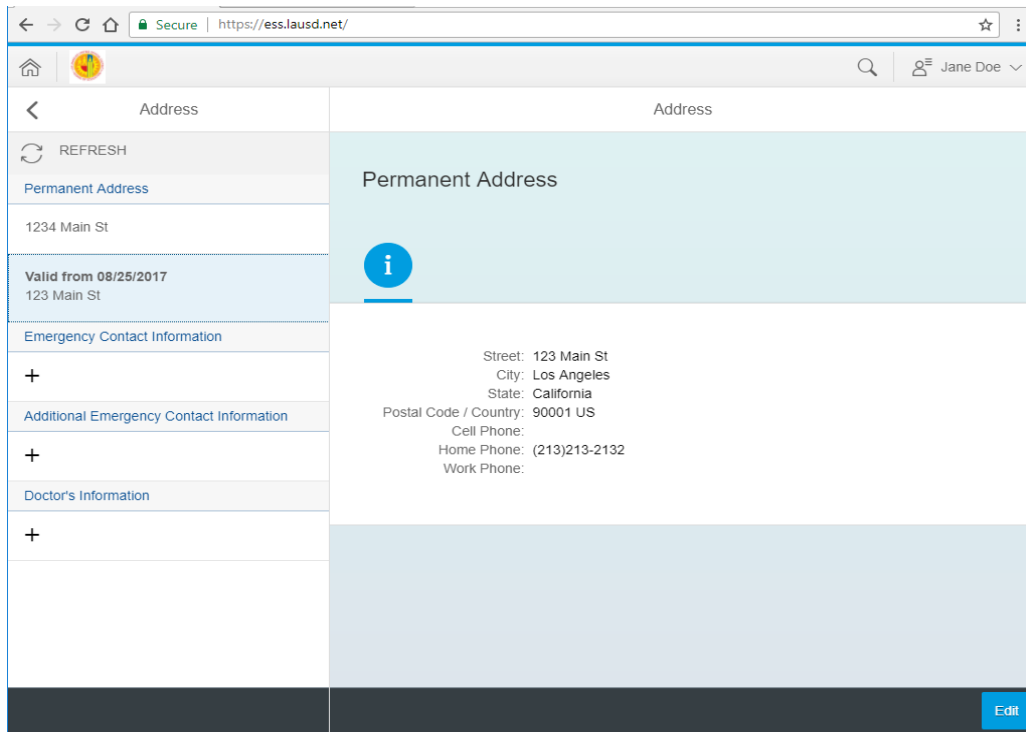 Secure | https://ess.lausd.net/
Jane Doe
Address
Address
REFRESH
Permanent Address
1234 Main St
Valid from 08/25/2017
123 Main St
Emergency Contact Information
+
Additional Emergency Contact Information
+
Doctor's Information
+
Permanent Address
i
Street: 123 Main St
City: Los Angeles
State: California
Postal Code / Country: 90001 US
Cell Phone:
Home Phone: (213)213-2132
Work Phone:
Edit